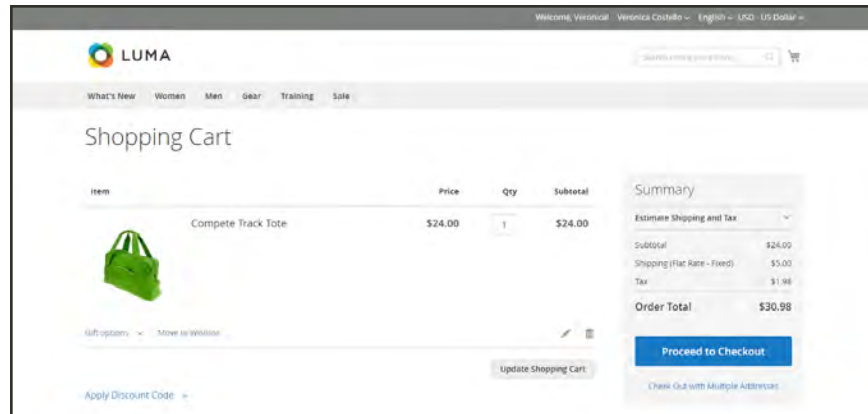 Welcome, Veronica! Veronica Costello English USD - US Dollar
LUMA
What's New Women Men Gear Training Sale
Shopping Cart
Item Price Qty Subtotal
Compete Track Tote $24.00 1 $24.00
Gift options Move to Wishlist
Update Shopping Cart
Apply Discount Code
Summary
Estimate Shipping and Tax
Subtotal $24.00
Shipping (Flat Rate - Fixed) $5.00
Tax $1.98
Order Total $30.98
Proceed to Checkout
Check Out with Multiple Addresses